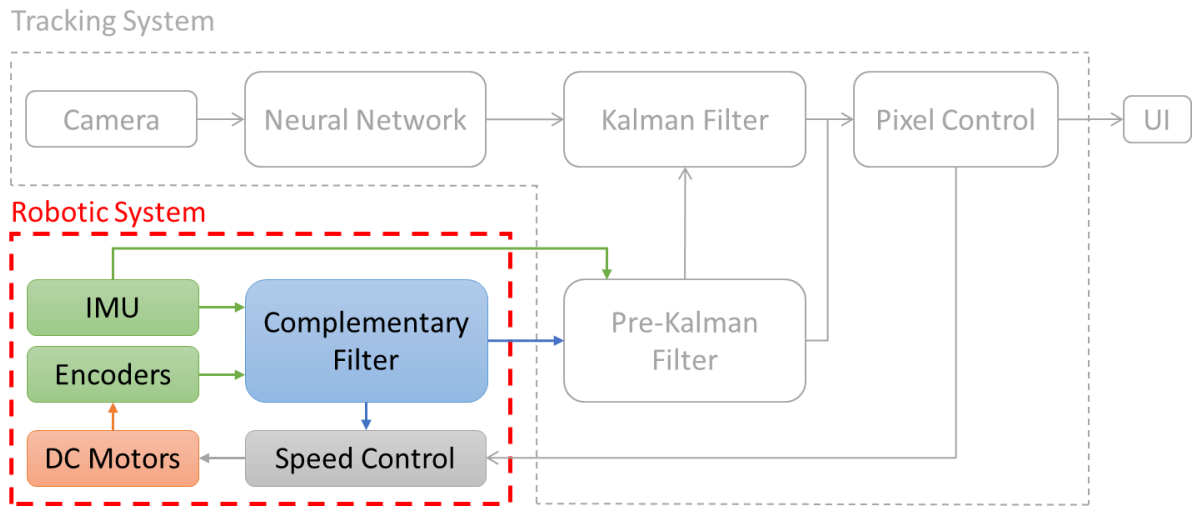 Tracking System
Camera
Neural Network
Kalman Filter
Pixel Control
UI
Robotic System
IMU
Encoders
DC Motors
Complementary
Filter
Speed Control
Pre-Kalman
Filter